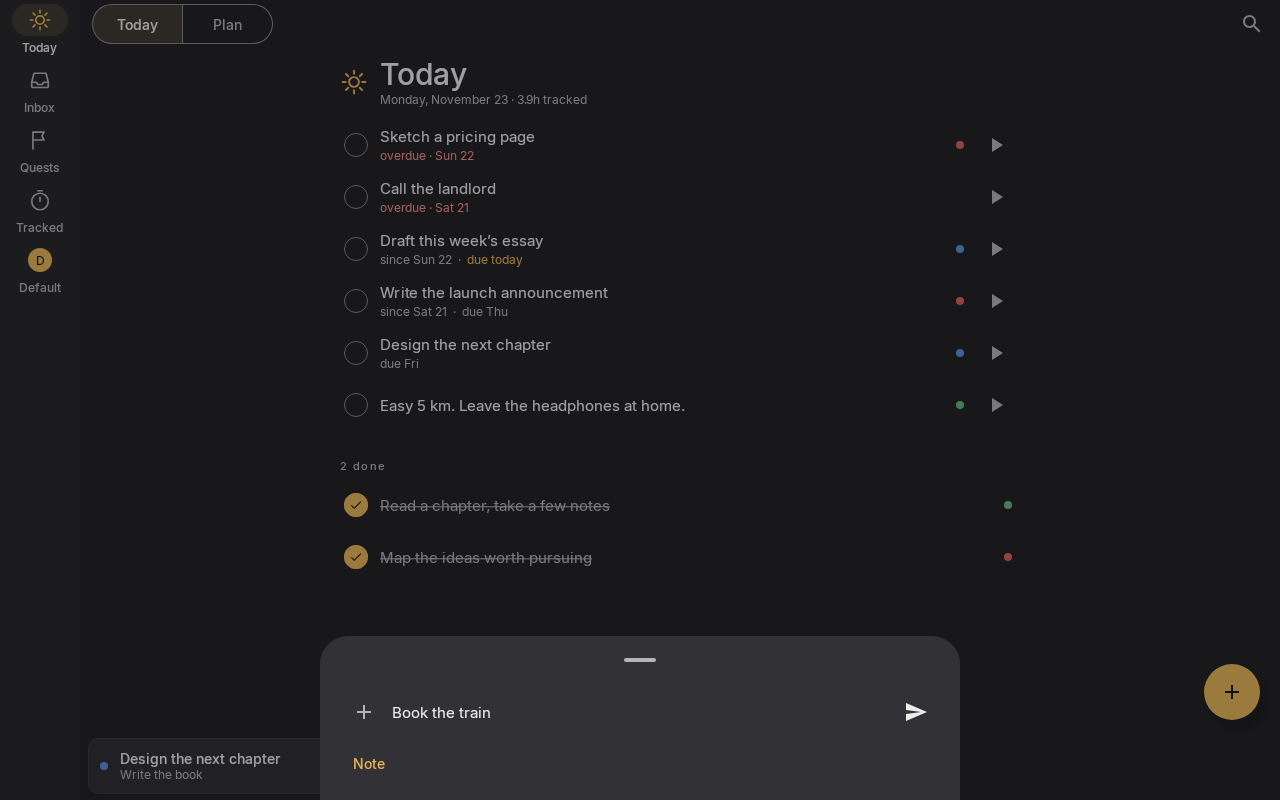 Today
Inbox
Quests
Tracked
D
Default
Today
Plan
Today
Monday, November 23 · 3.9h tracked
Sketch a pricing page
overdue · Sun 22
Call the landlord
overdue · Sat 21
Draft this week’s essay
since Sun 22 · due today
Write the launch announcement
since Sat 21 · due Thu
Design the next chapter
due Fri
Easy 5 km. Leave the headphones at home.
2 done
Read a chapter, take a few notes
Map the ideas worth pursuing
Book the train
Note
Design the next chapter
Write the book